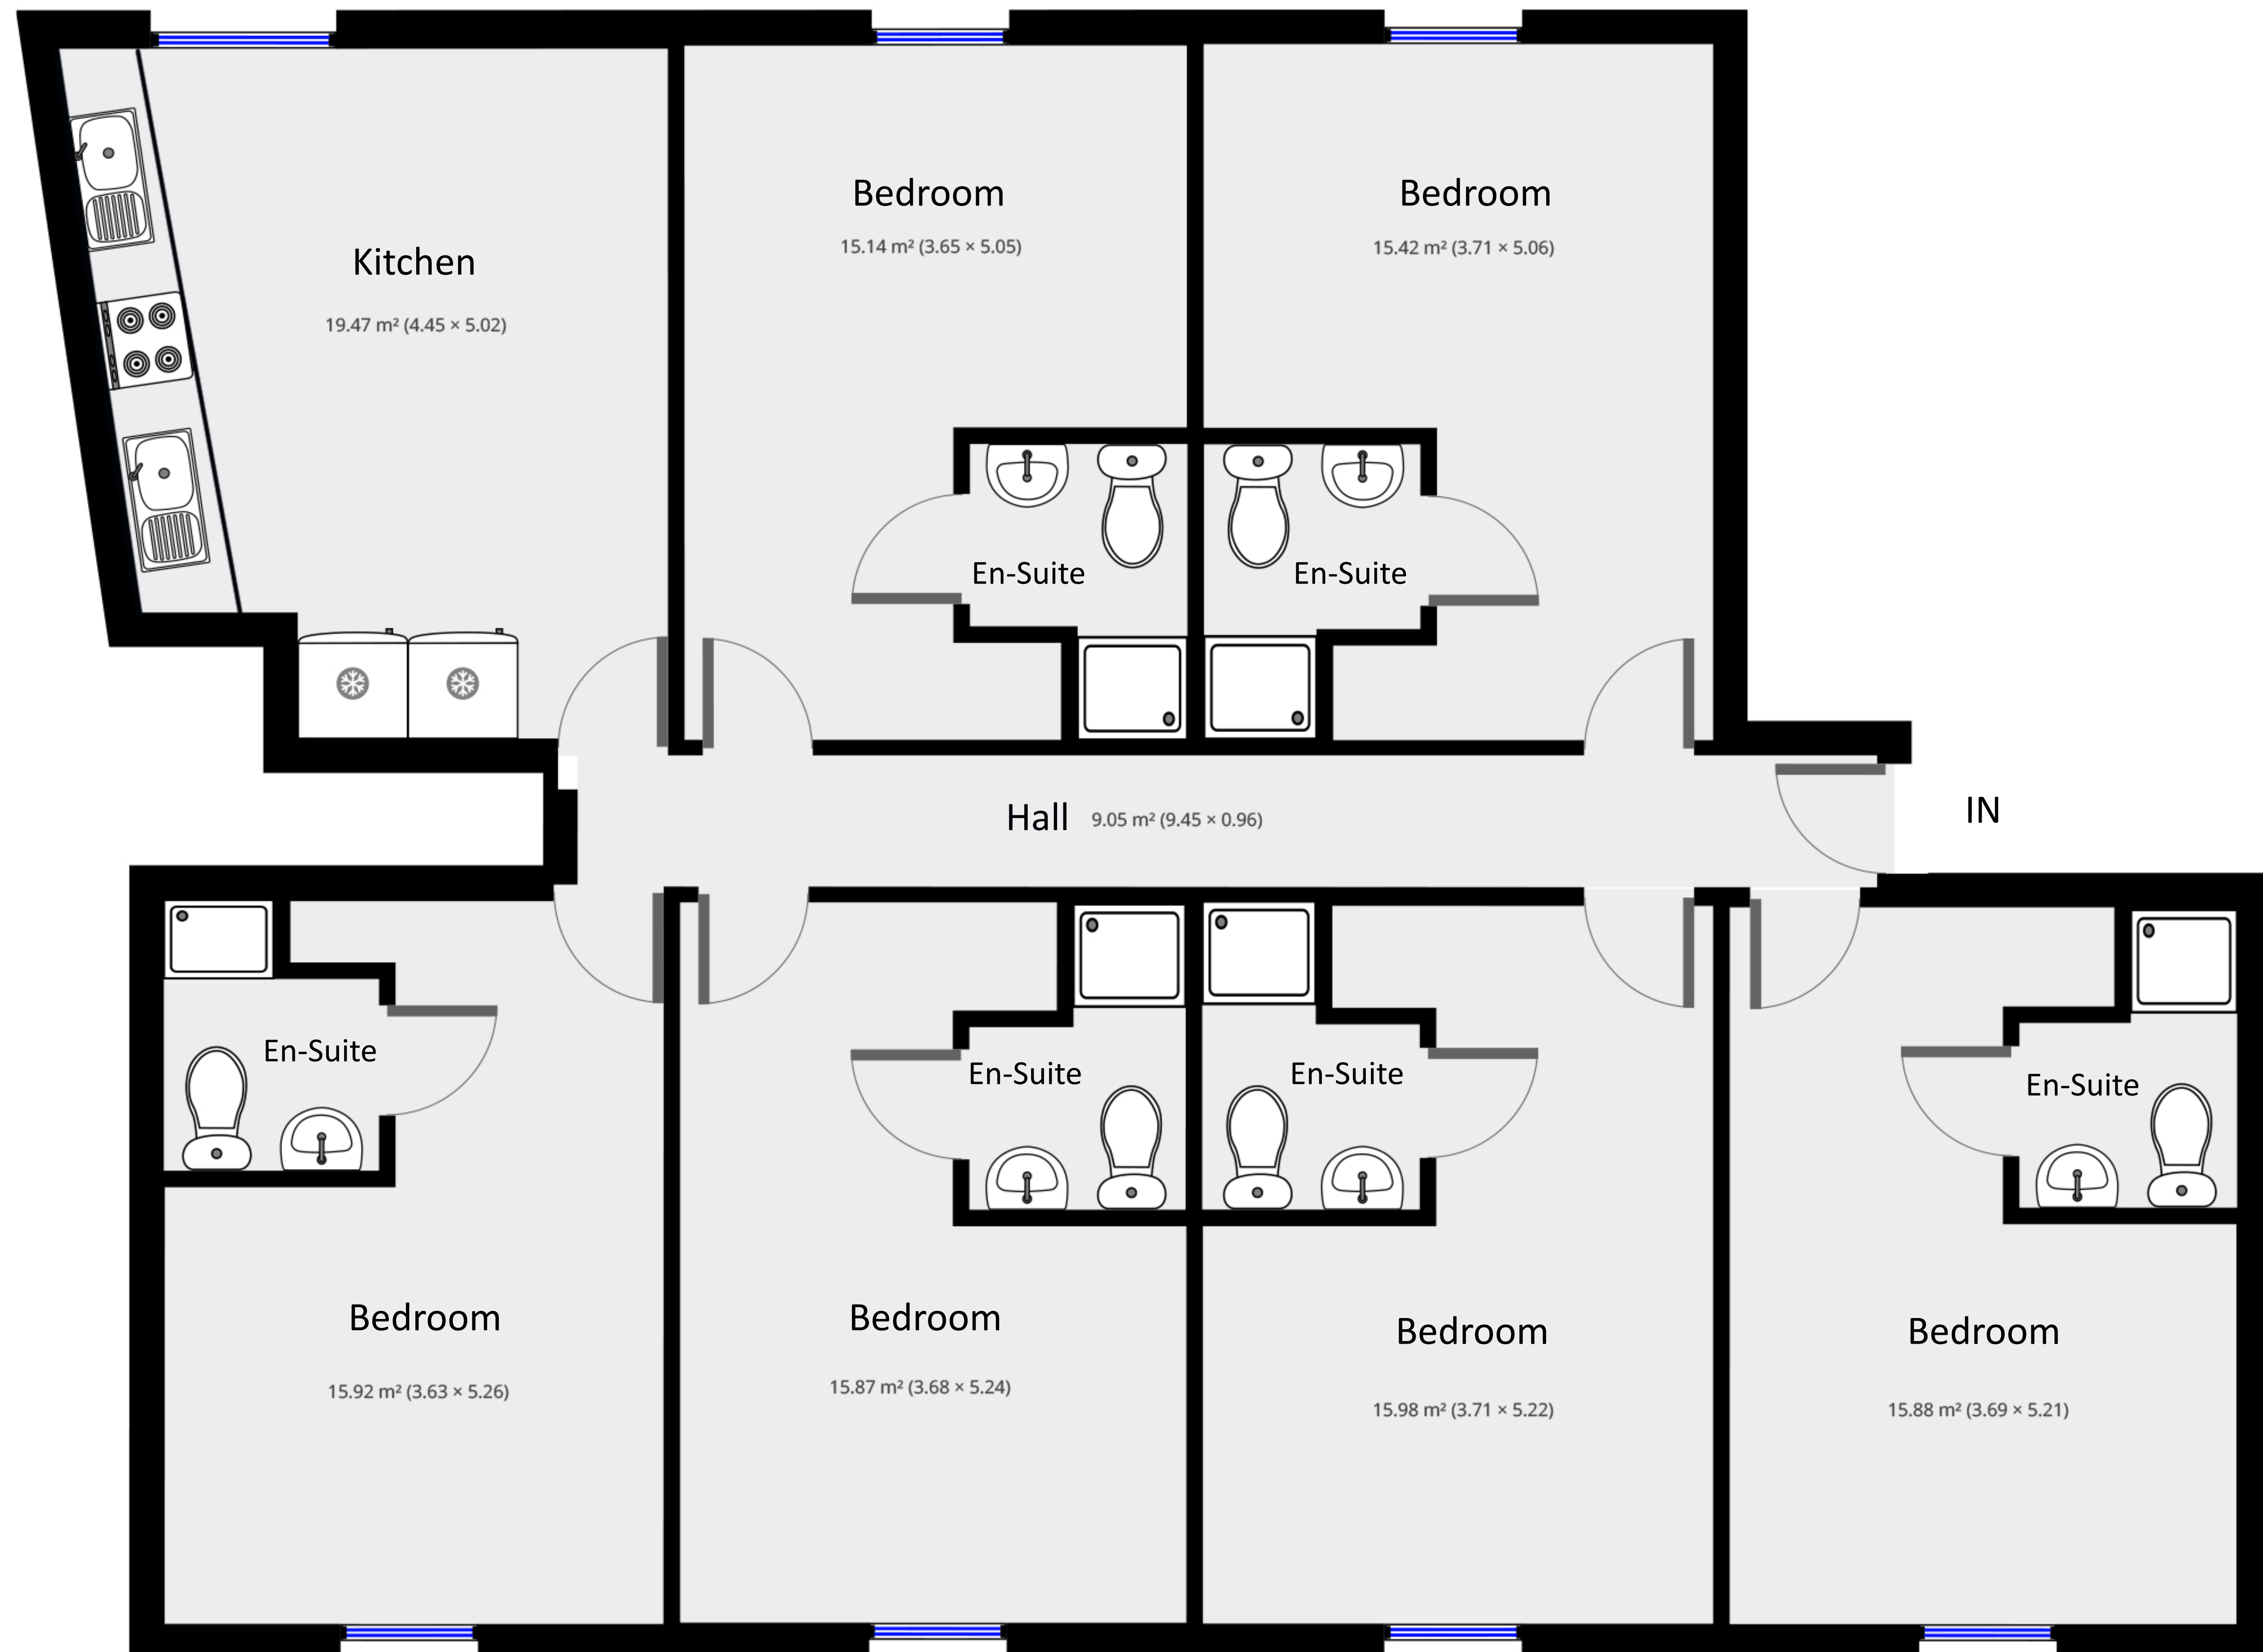 Kitchen
19.47 m² (4.45 × 5.02)
Bedroom
15.14 m² (3.65 × 5.05)
Bedroom
15.42 m² (3.71 × 5.06)
En-Suite
En-Suite
Hall 9.05 m² (9.45 × 0.96)
IN
En-Suite
En-Suite
En-Suite
En-Suite
Bedroom
15.92 m² (3.63 × 5.26)
Bedroom
15.87 m² (3.68 × 5.24)
Bedroom
15.98 m² (3.71 × 5.22)
Bedroom
15.88 m² (3.69 × 5.21)